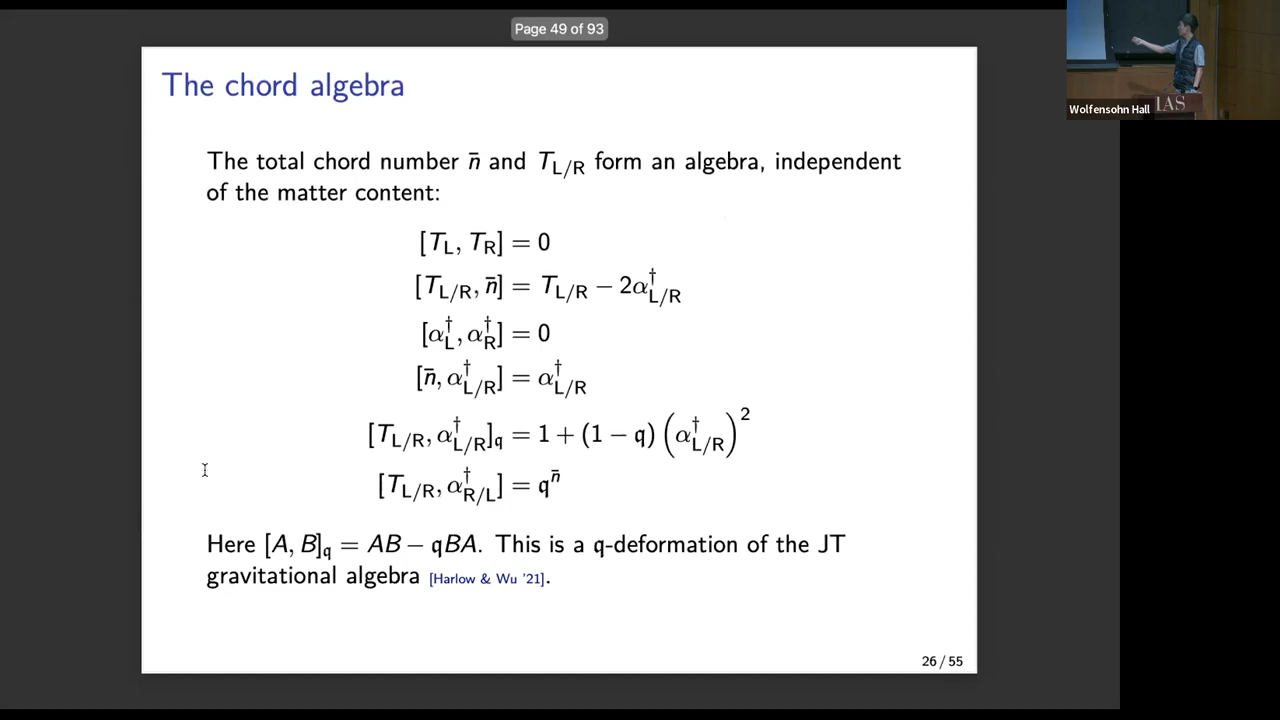 Page 49 of 93
Wolfensohn Hall
IAS
The chord algebra
The total chord number n̄ and T_{L/R} form an algebra, independent
of the matter content:
[T_L, T_R] = 0
[T_{L/R}, n̄] = T_{L/R} − 2α†_{L/R}
[α†_L, α†_R] = 0
[n̄, α†_{L/R}] = α†_{L/R}
[T_{L/R}, α†_{L/R}]_𝔮 = 1 + (1 − 𝔮) (α†_{L/R})²
[T_{L/R}, α†_{R/L}] = 𝔮^n̄
Here [A, B]_𝔮 = AB − 𝔮BA. This is a 𝔮-deformation of the JT
gravitational algebra [Harlow & Wu '21].
26 / 55